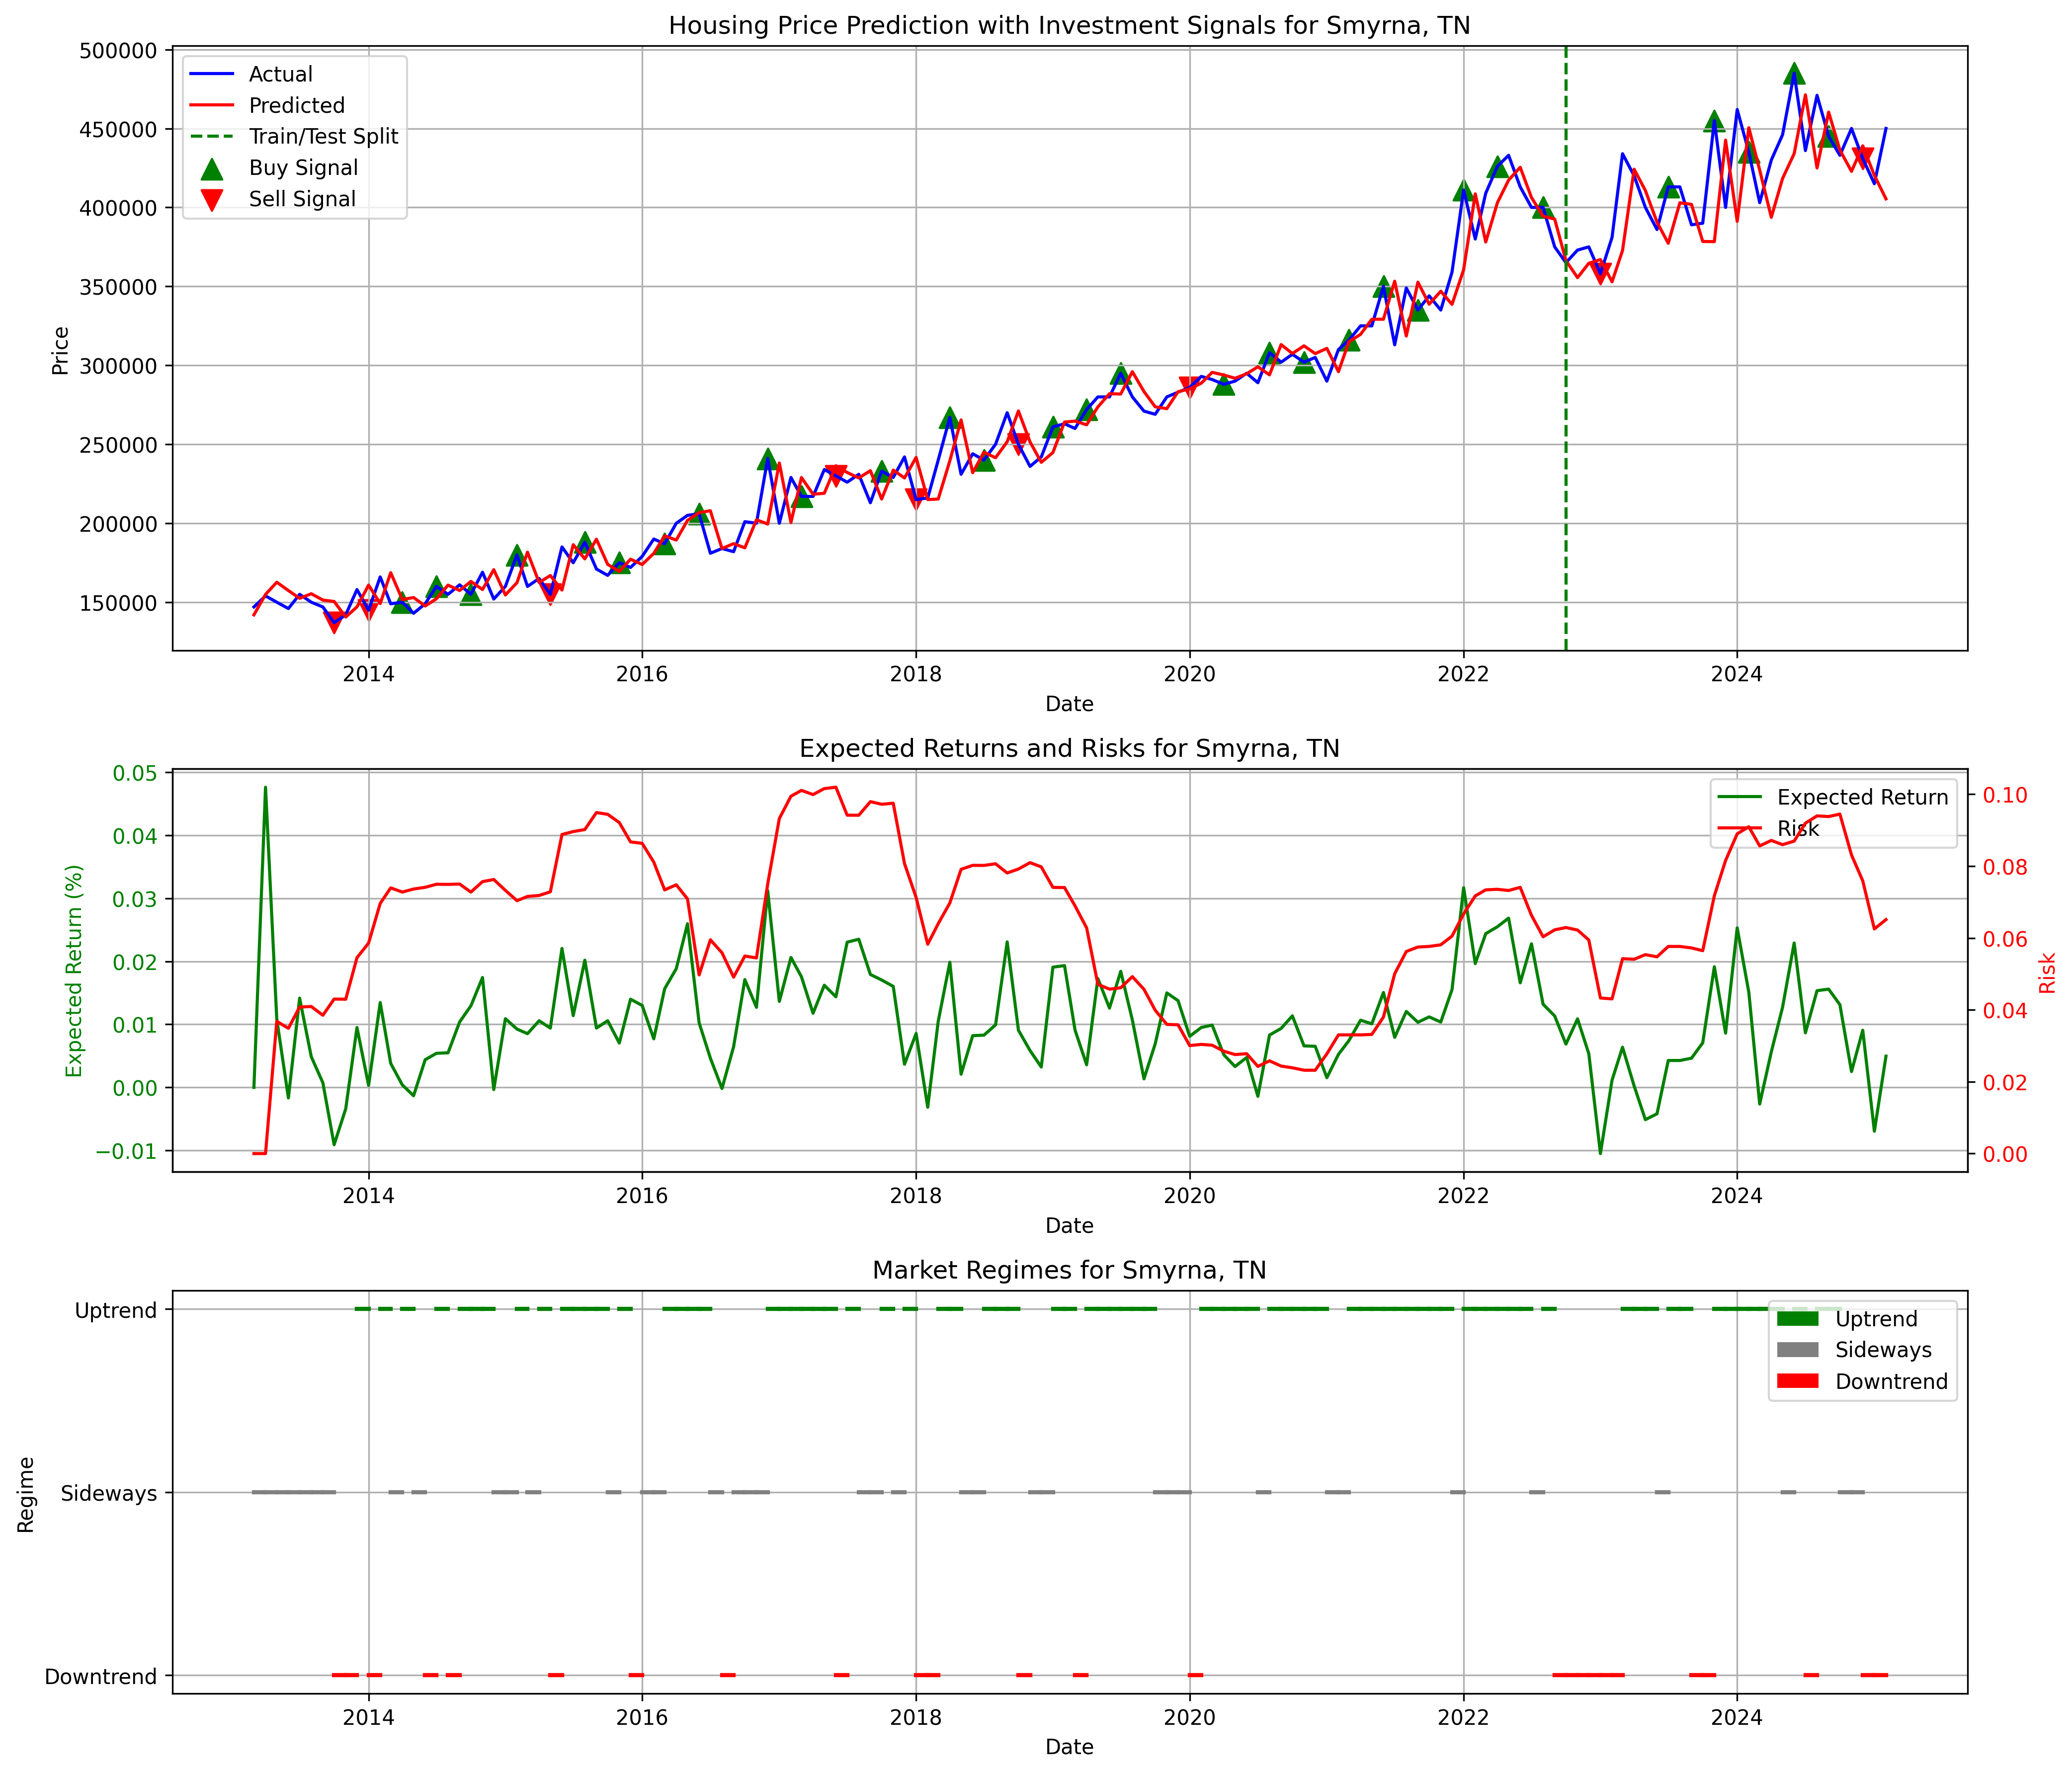 Housing Price Prediction with Investment Signals for Smyrna, TN
500000
450000
400000
350000
300000
250000
200000
150000
Price
Actual
Predicted
Train/Test Split
Buy Signal
Sell Signal
2014 2016 2018 2020 2022 2024
Date
Expected Returns and Risks for Smyrna, TN
0.05
0.04
0.03
0.02
0.01
0.00
−0.01
Expected Return (%)
Expected Return
Risk
0.10
0.08
0.06
0.04
0.02
0.00
Risk
2014 2016 2018 2020 2022 2024
Date
Market Regimes for Smyrna, TN
Uptrend
Sideways
Downtrend
Regime
Uptrend
Sideways
Downtrend
2014 2016 2018 2020 2022 2024
Date